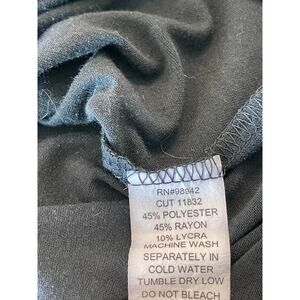 RN#98942
CUT 11832
45% POLYESTER
45% RAYON
10% LYCRA
MACHINE WASH
SEPARATELY IN
COLD WATER
TUMBLE DRY LOW
DO NOT BLEACH